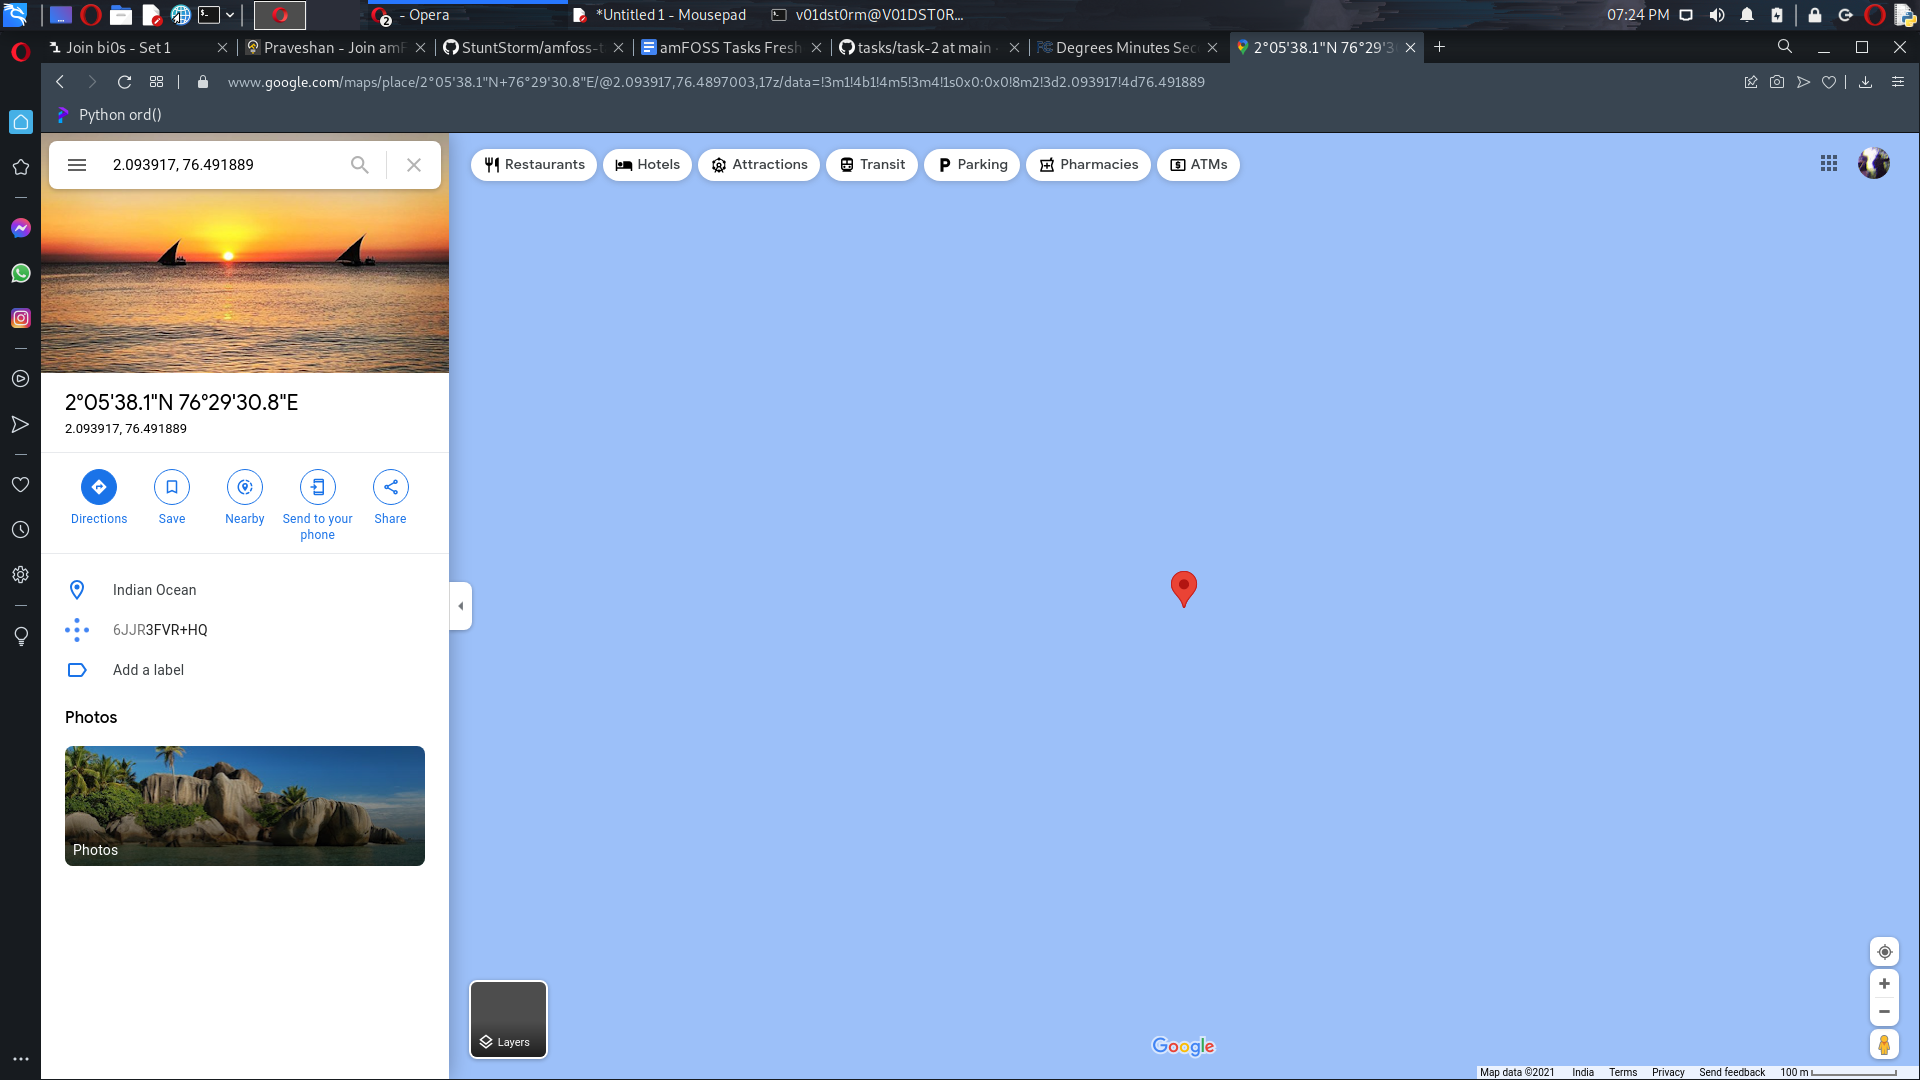 - Opera
*Untitled 1 - Mousepad
v01dst0rm@V01DST0R...
07:24 PM
2
Join bi0s - Set 1
Praveshan - Join amF
StuntStorm/amfoss-t
amFOSS Tasks Fresh
tasks/task-2 at main
Degrees Minutes Sec
2°05'38.1"N 76°29'3
www.google.com/maps/place/2°05'38.1"N+76°29'30.8"E/@2.093917,76.4897003,17z/data=!3m1!4b1!4m5!3m4!1s0x0:0x0!8m2!3d2.093917!4d76.491889
Python ord()
2.093917, 76.491889
Restaurants
Hotels
Attractions
Transit
Parking
Pharmacies
ATMs
2°05'38.1"N 76°29'30.8"E
2.093917, 76.491889
Directions
Save
Nearby
Send to your
phone
Share
Indian Ocean
6JJR3FVR+HQ
Add a label
Photos
Photos
Layers
Google
Map data ©2021
India
Terms
Privacy
Send feedback
100 m